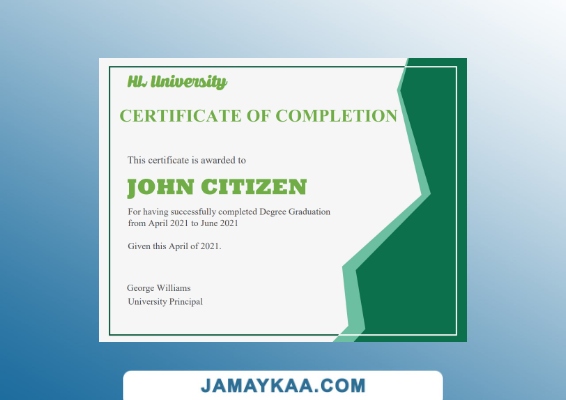 HL University
CERTIFICATE OF COMPLETION
This certificate is awarded to
JOHN CITIZEN
For having successfully completed Degree Graduation
from April 2021 to June 2021
Given this April of 2021.
George Williams
University Principal
JAMAYKAA.COM